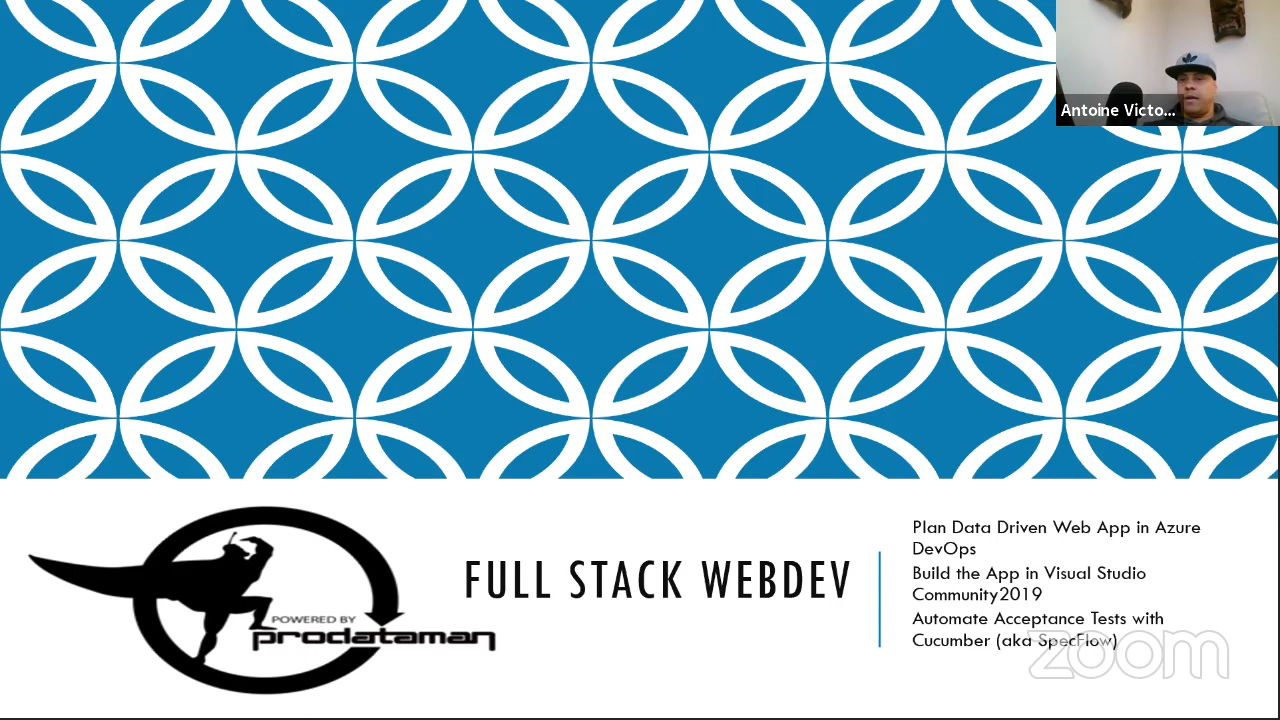 Antoine Victo...
POWERED BY
prodataman
FULL STACK WEBDEV
Plan Data Driven Web App in Azure
DevOps
Build the App in Visual Studio
Community2019
Automate Acceptance Tests with
Cucumber (aka SpecFlow)
zoom